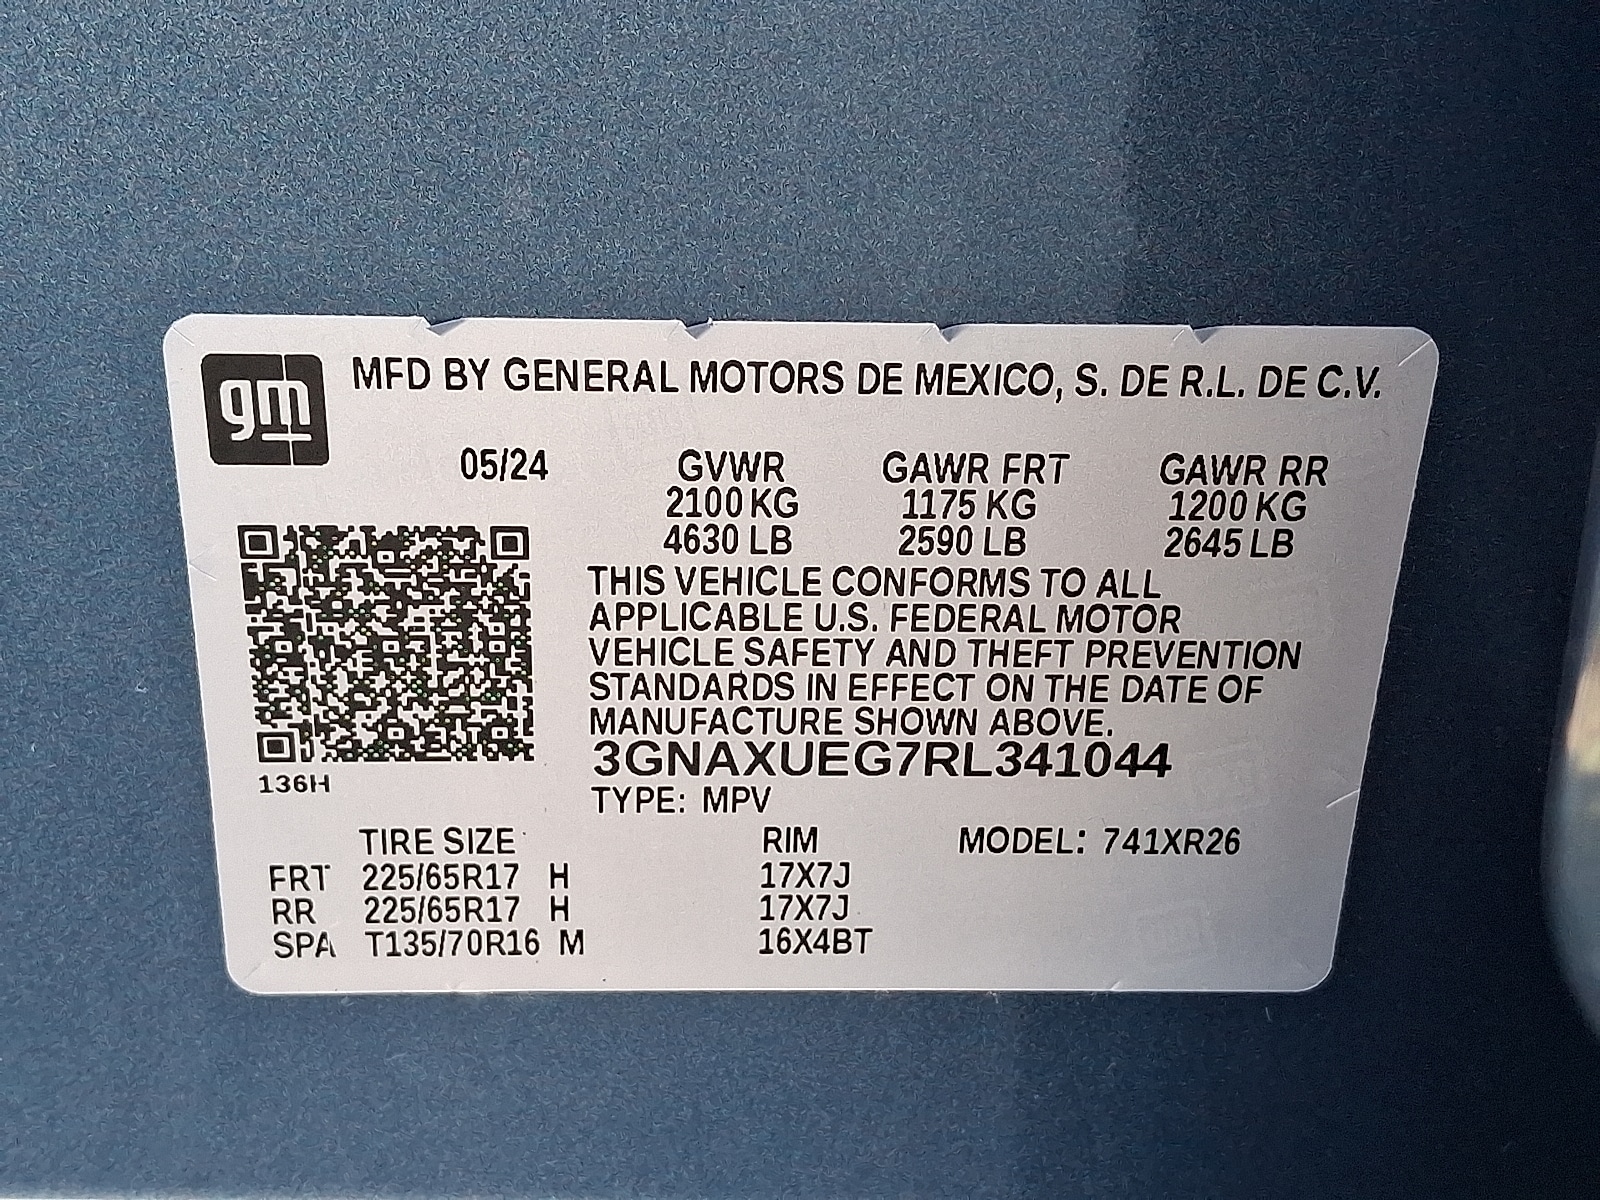 gm MFD BY GENERAL MOTORS DE MEXICO, S. DE R.L. DE C.V.
05/24 GVWR GAWR FRT GAWR RR
2100 KG 1175 KG 1200 KG
4630 LB 2590 LB 2645 LB
THIS VEHICLE CONFORMS TO ALL
APPLICABLE U.S. FEDERAL MOTOR
VEHICLE SAFETY AND THEFT PREVENTION
STANDARDS IN EFFECT ON THE DATE OF
MANUFACTURE SHOWN ABOVE.
3GNAXUEG7RL341044
136H
TYPE: MPV
TIRE SIZE RIM MODEL: 741XR26
FRT 225/65R17 H 17X7J
RR 225/65R17 H 17X7J
SPA T135/70R16 M 16X4BT